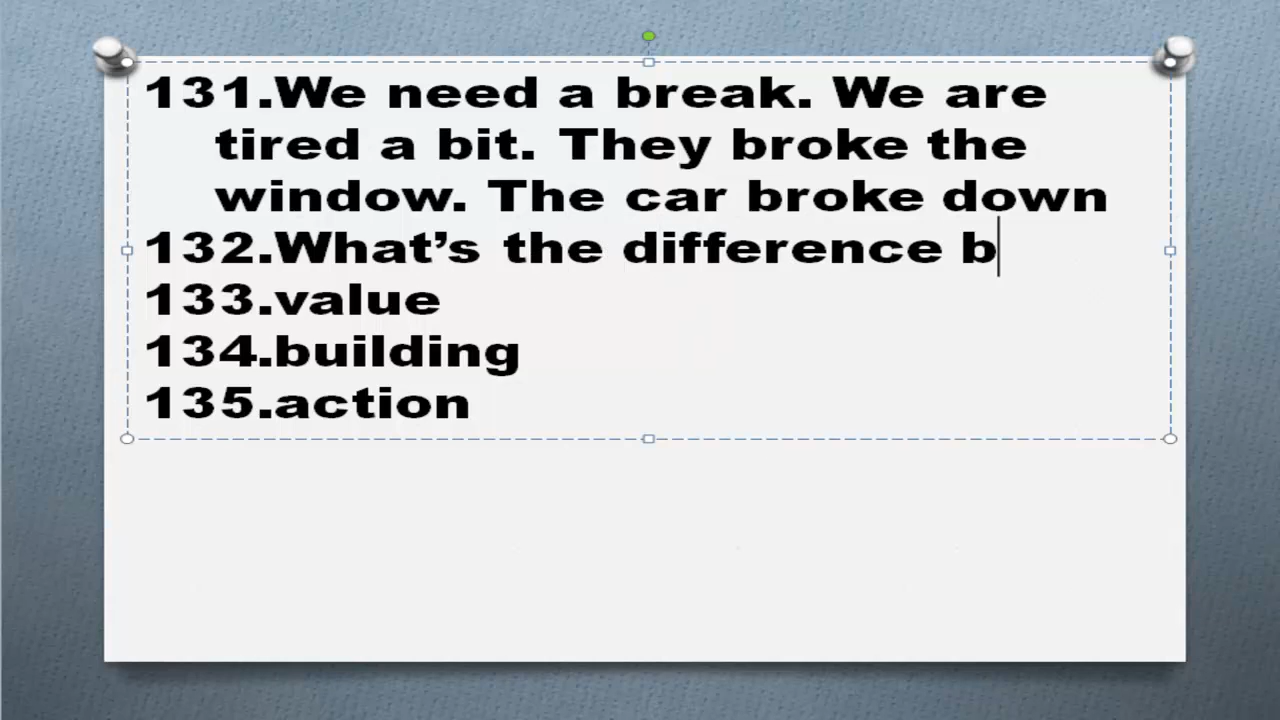 131.We need a break. We are
tired a bit. They broke the
window. The car broke down
132.What’s the difference b
133.value
134.building
135.action